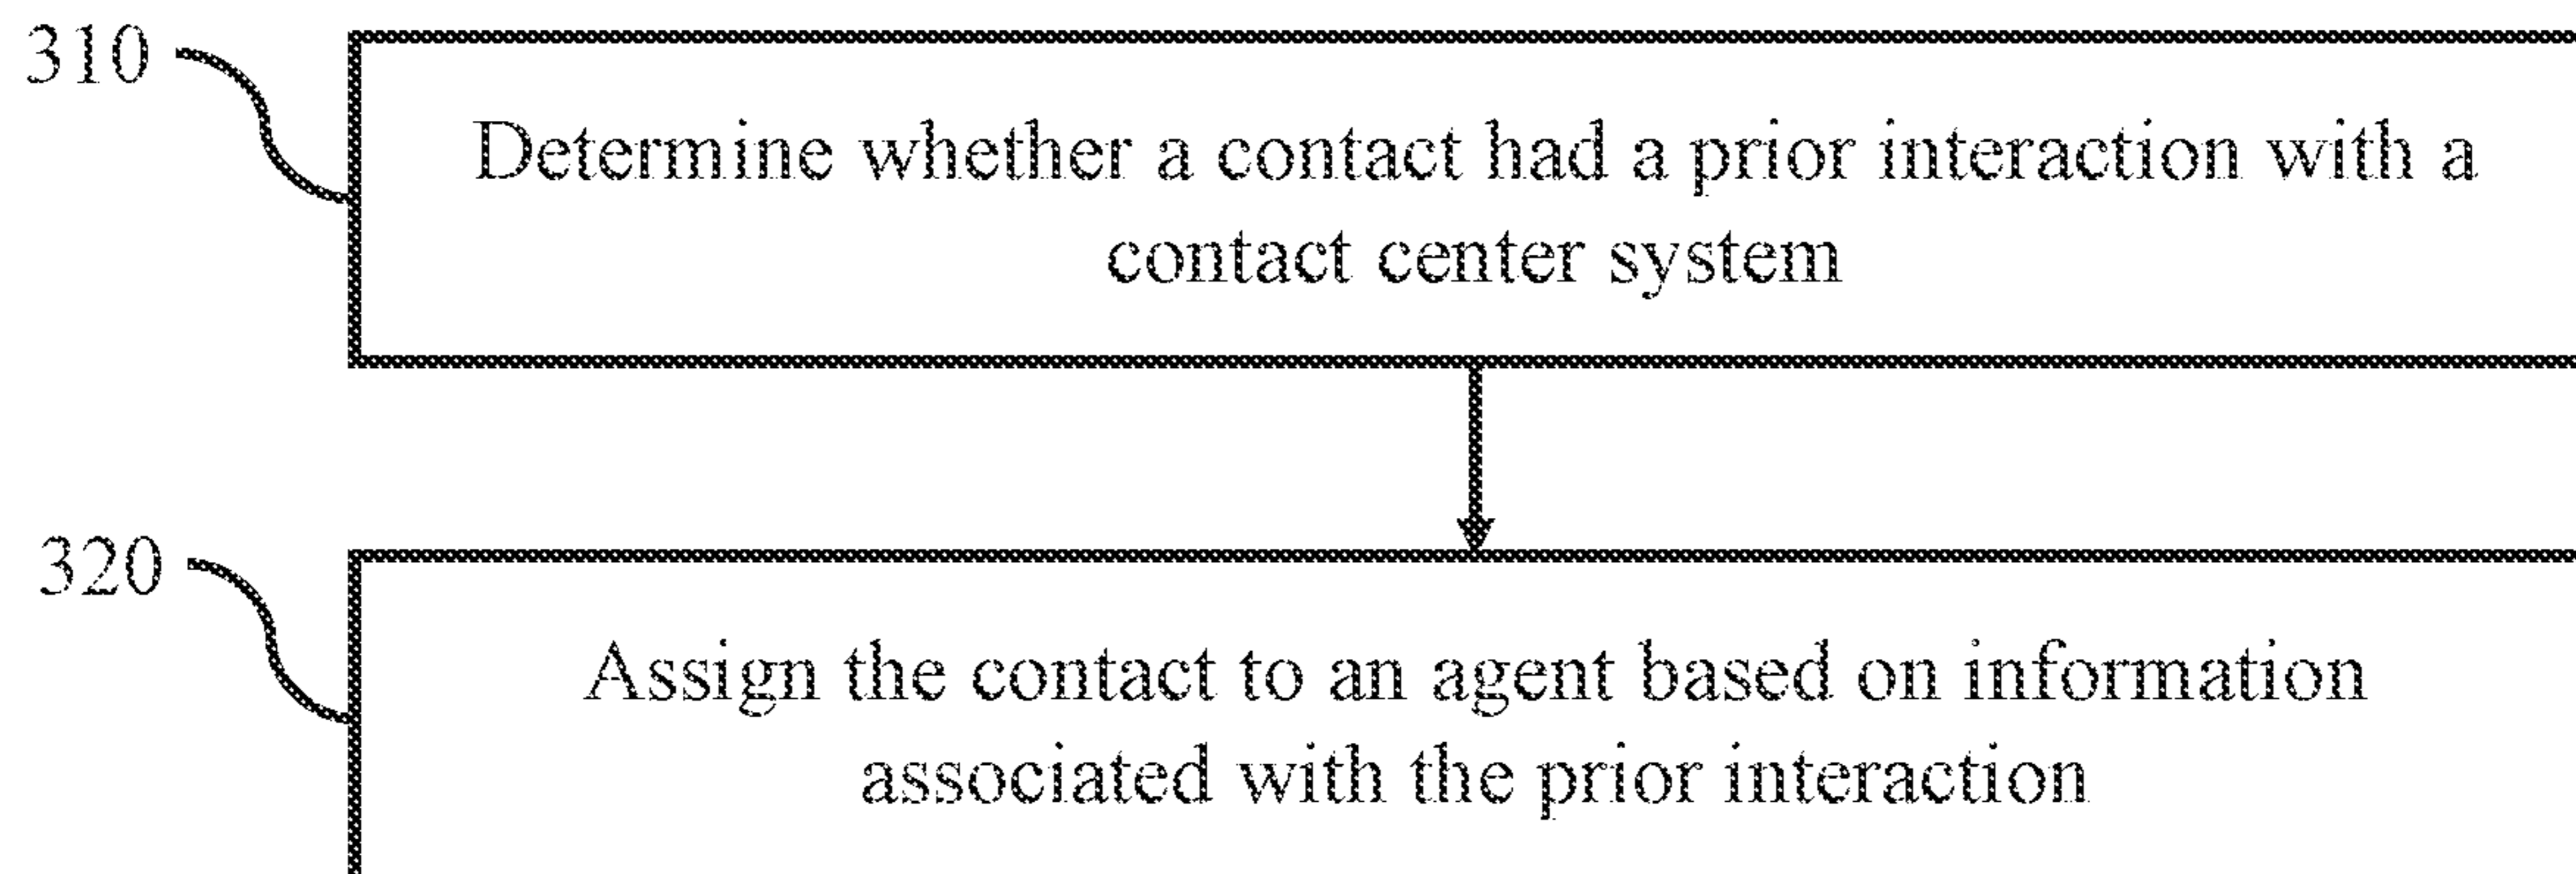 310
Determine whether a contact had a prior interaction with a
contact center system
320
Assign the contact to an agent based on information
associated with the prior interaction